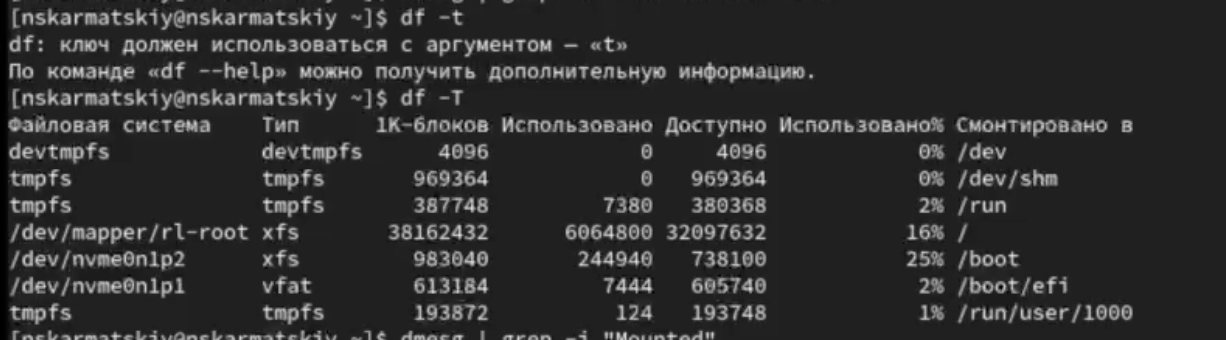 [nskarmatskiy@nskarmatskiy ~]$ df -t
df: ключ должен использоваться с аргументом — «t»
По команде «df --help» можно получить дополнительную информацию.
[nskarmatskiy@nskarmatskiy ~]$ df -T
Файловая система Тип 1K-блоков Использовано Доступно Использовано% Cмонтировано в
devtmpfs devtmpfs 4096 0 4096 0% /dev
tmpfs tmpfs 969364 0 969364 0% /dev/shm
tmpfs tmpfs 387748 7380 380368 2% /run
/dev/mapper/rl-root xfs 38162432 6064800 32097632 16% /
/dev/nvme0n1p2 xfs 983040 244940 738100 25% /boot
/dev/nvme0n1p1 vfat 613184 7444 605740 2% /boot/efi
tmpfs tmpfs 193872 124 193748 1% /run/user/1000
[nskarmatskiy@nskarmatskiy ~]$ dmesg | grep -i "Mounted"